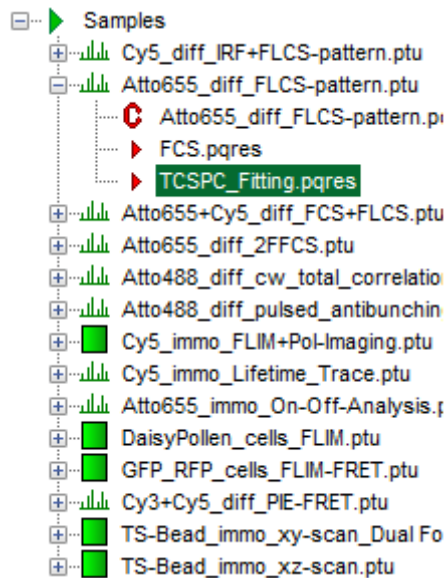 Samples
Cy5_diff_IRF+FLCS-pattern.ptu
Atto655_diff_FLCS-pattern.ptu
Atto655_diff_FLCS-pattern.p
FCS.pqres
TCSPC_Fitting.pqres
Atto655+Cy5_diff_FCS+FLCS.ptu
Atto655_diff_2FFCS.ptu
Atto488_diff_cw_total_correlatio
Atto488_diff_pulsed_antibunchin
Cy5_immo_FLIM+Pol-Imaging.ptu
Cy5_immo_Lifetime_Trace.ptu
Atto655_immo_On-Off-Analysis.p
DaisyPollen_cells_FLIM.ptu
GFP_RFP_cells_FLIM-FRET.ptu
Cy3+Cy5_diff_PIE-FRET.ptu
TS-Bead_immo_xy-scan_Dual Fo
TS-Bead_immo_xz-scan.ptu